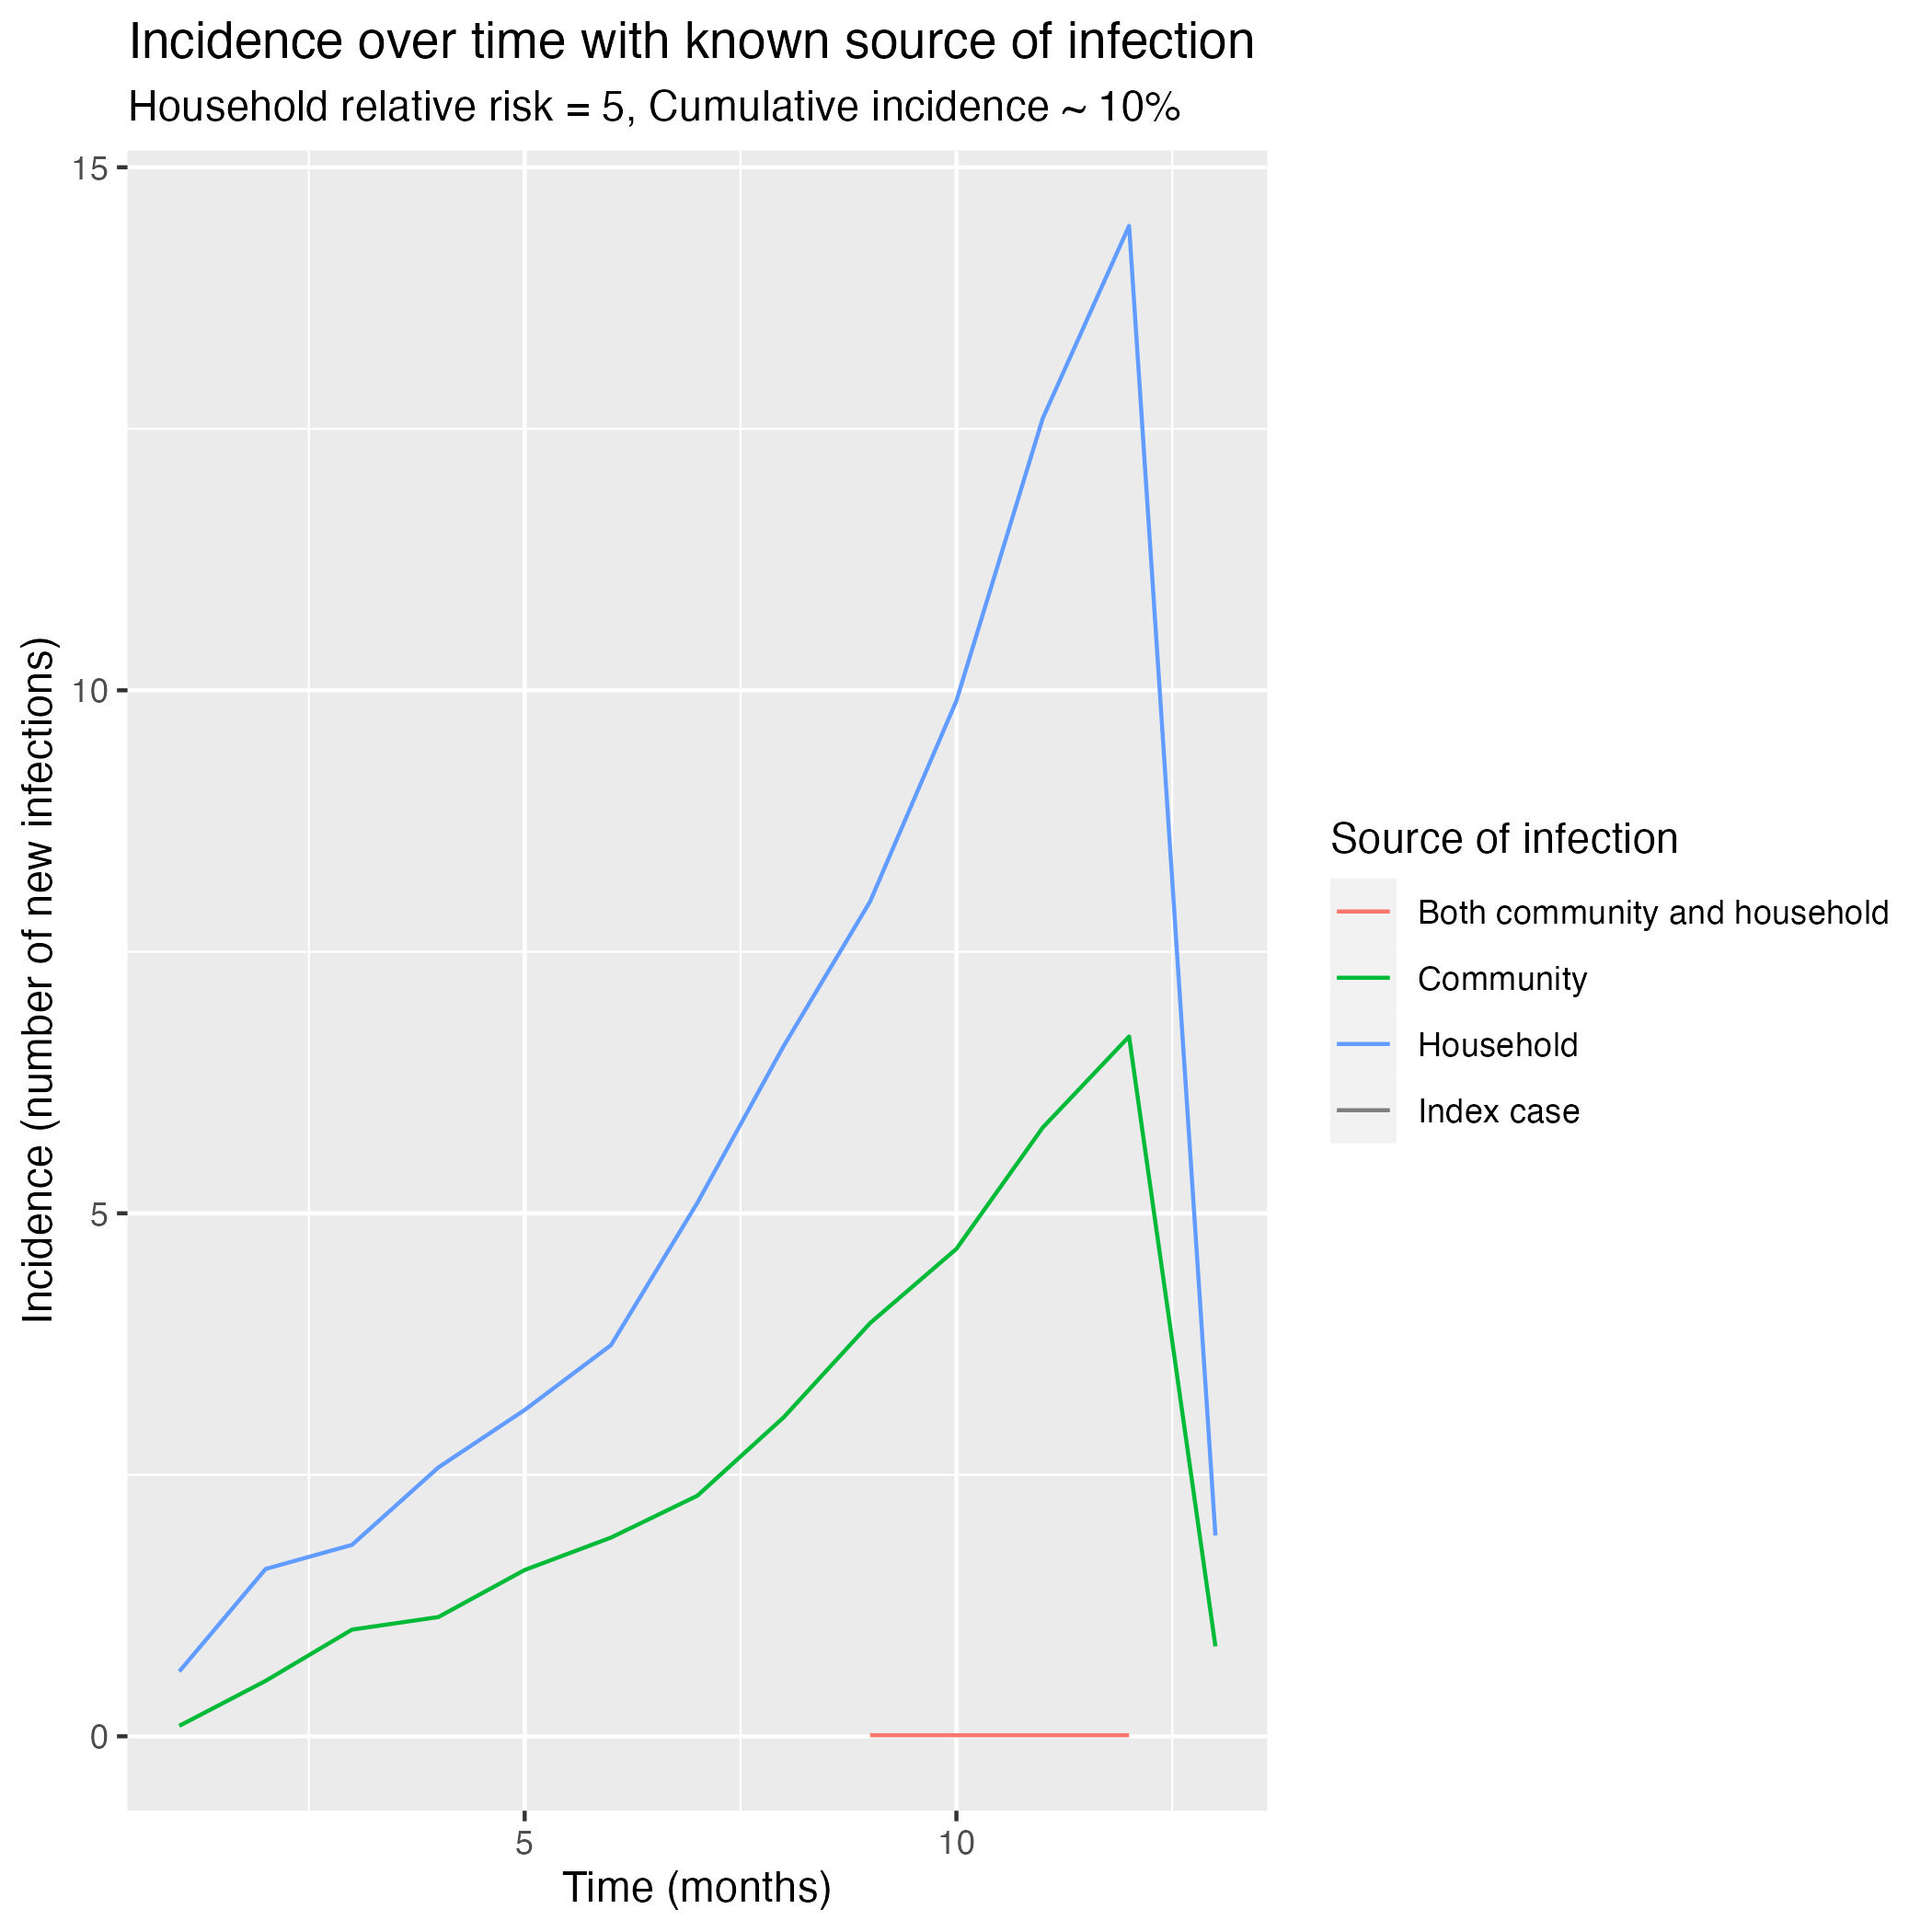 Incidence over time with known source of infection
Household relative risk = 5, Cumulative incidence ~ 10%
15
10
5
0
Incidence (number of new infections)
5
10
Time (months)
Source of infection
Both community and household
Community
Household
Index case